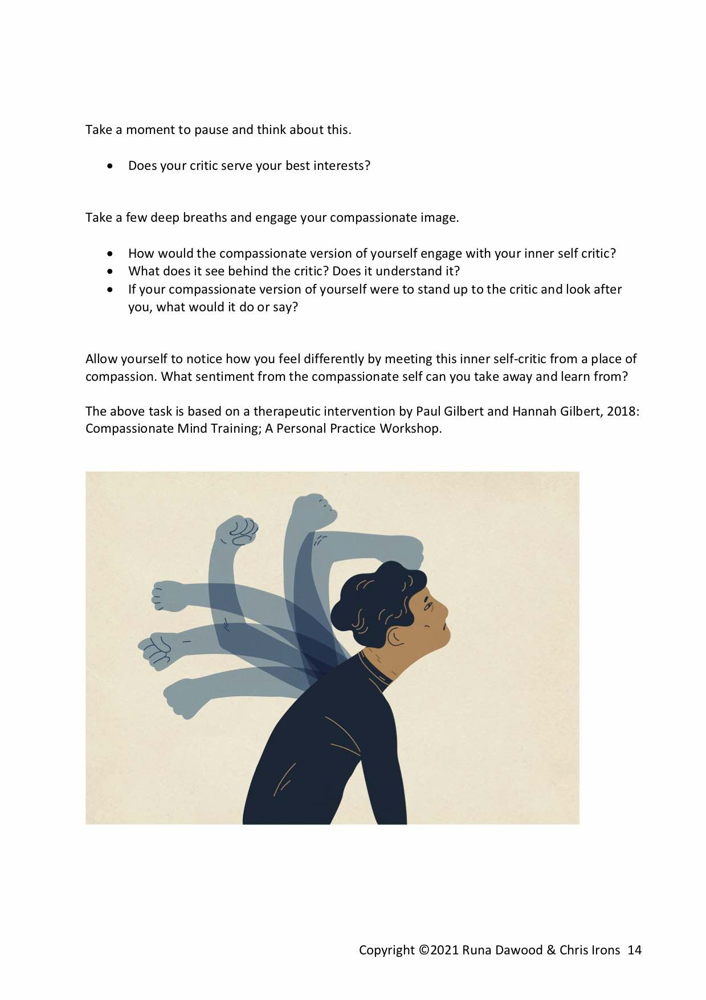 Take a moment to pause and think about this.
• Does your critic serve your best interests?
Take a few deep breaths and engage your compassionate image.
• How would the compassionate version of yourself engage with your inner self critic?
• What does it see behind the critic? Does it understand it?
• If your compassionate version of yourself were to stand up to the critic and look after
you, what would it do or say?
Allow yourself to notice how you feel differently by meeting this inner self-critic from a place of
compassion. What sentiment from the compassionate self can you take away and learn from?
The above task is based on a therapeutic intervention by Paul Gilbert and Hannah Gilbert, 2018:
Compassionate Mind Training; A Personal Practice Workshop.
Copyright ©2021 Runa Dawood & Chris Irons 14